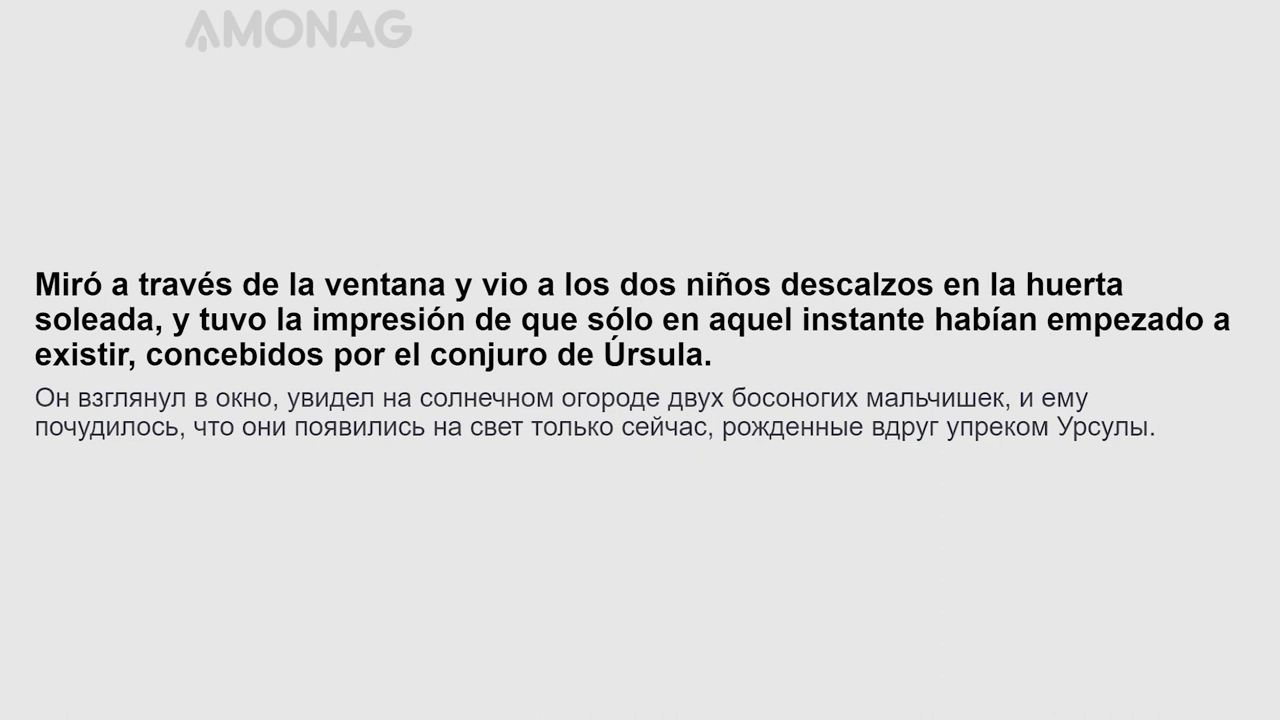 AMONAG
Miró a través de la ventana y vio a los dos niños descalzos en la huerta
soleada, y tuvo la impresión de que sólo en aquel instante habían empezado a
existir, concebidos por el conjuro de Úrsula.
Он взглянул в окно, увидел на солнечном огороде двух босоногих мальчишек, и ему
почудилось, что они появились на свет только сейчас, рожденные вдруг упреком Урсулы.